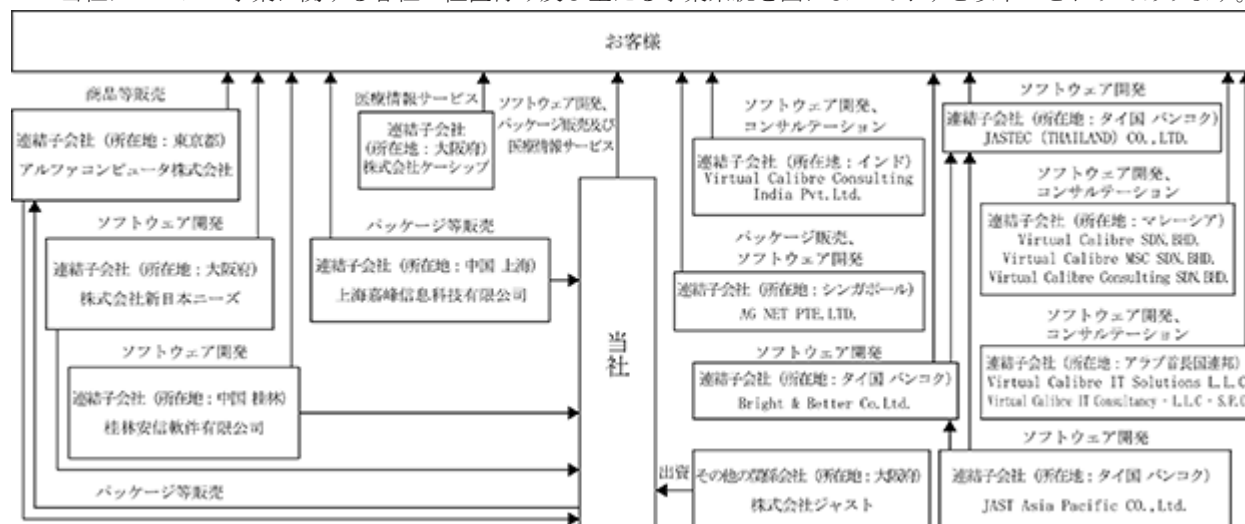 お客様
商品等販売
連結子会社（所在地：東京都）
アルファコンピュータ株式会社
医療情報サービス
連結子会社
（所在地：大阪府）
株式会社ケーシップ
ソフトウェア開発、
パッケージ販売及び
医療情報サービス
ソフトウェア開発、
コンサルテーション
連結子会社（所在地：インド）
Virtual Calibre Consulting
India Pvt.Ltd.
ソフトウェア開発
連結子会社（所在地：タイ国 バンコク）
JASTEC (THAILAND) CO.,LTD.
ソフトウェア開発
連結子会社（所在地：大阪府）
株式会社新日本ニーズ
パッケージ等販売
連結子会社（所在地：中国 上海）
上海嘉峰信息科技有限公司
当社
パッケージ販売、
ソフトウェア開発
連結子会社（所在地：シンガポール）
AG NET PTE.LTD.
ソフトウェア開発、
コンサルテーション
連結子会社（所在地：マレーシア）
Virtual Calibre SDN.BHD.
Virtual Calibre MSC SDN.BHD.
Virtual Calibre Consulting SDN.BHD.
ソフトウェア開発
連結子会社（所在地：中国 桂林）
桂林安信軟件有限公司
ソフトウェア開発
連結子会社（所在地：タイ国 バンコク）
Bright & Better Co.Ltd.
ソフトウェア開発、
コンサルテーション
連結子会社（所在地：アラブ首長国連邦）
Virtual Calibre IT Solutions L.L.C
Virtual Calibre IT Consultancy - L.L.C - S.P.C
パッケージ等販売
出資
その他の関係会社（所在地：大阪府）
株式会社ジャスト
ソフトウェア開発
連結子会社（所在地：タイ国 バンコク）
JAST Asia Pacific CO.,Ltd.